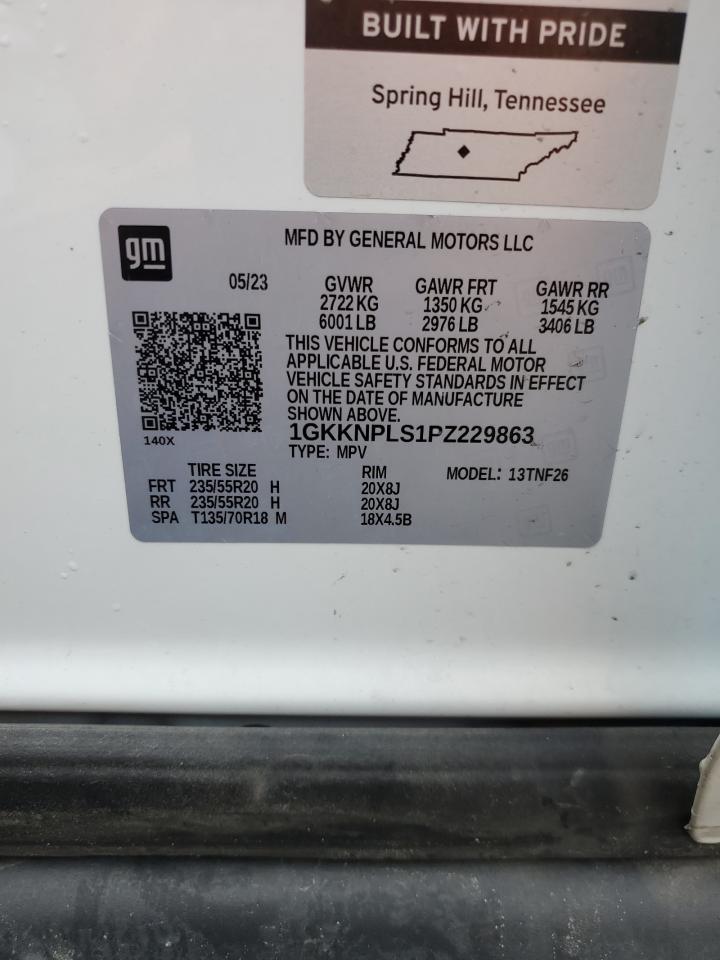 BUILT WITH PRIDE
Spring Hill, Tennessee
gm
MFD BY GENERAL MOTORS LLC
05/23 GVWR GAWR FRT GAWR RR
2722 KG 1350 KG 1545 KG
6001 LB 2976 LB 3406 LB
THIS VEHICLE CONFORMS TO ALL
APPLICABLE U.S. FEDERAL MOTOR
VEHICLE SAFETY STANDARDS IN EFFECT
ON THE DATE OF MANUFACTURE
SHOWN ABOVE.
140X
1GKKNPLS1PZ229863
TYPE: MPV
TIRE SIZE RIM MODEL: 13TNF26
FRT 235/55R20 H 20X8J
RR 235/55R20 H 20X8J
SPA T135/70R18 M 18X4.5B